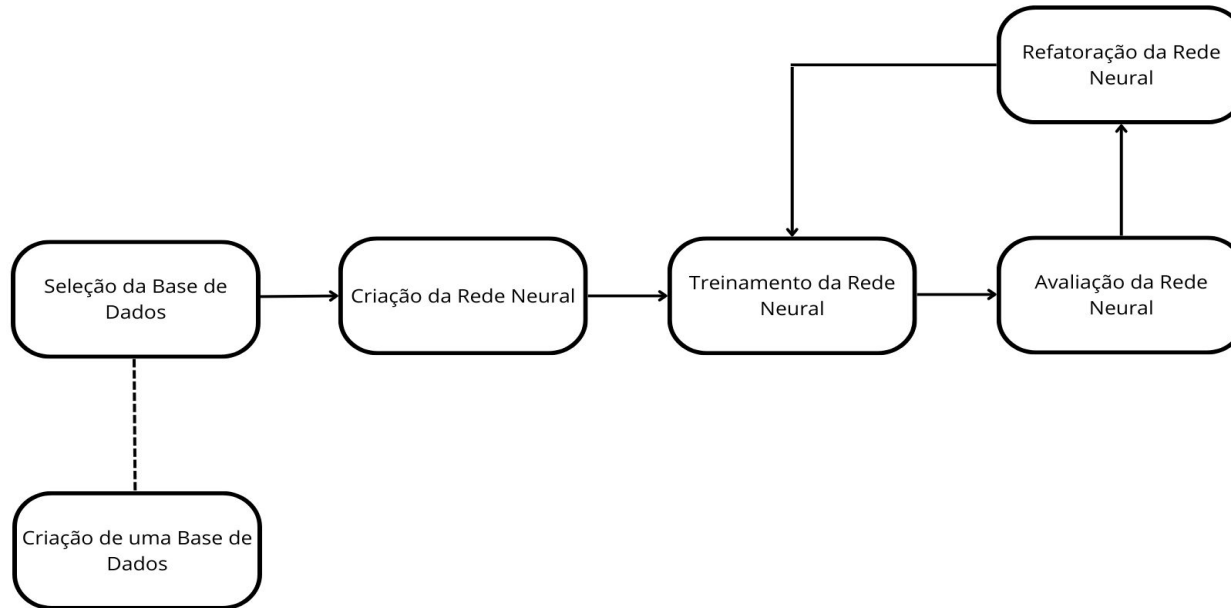 Refatoração da Rede
Neural
Seleção da Base de
Dados
Criação da Rede Neural
Treinamento da Rede
Neural
Avaliação da Rede
Neural
Criação de uma Base de
Dados